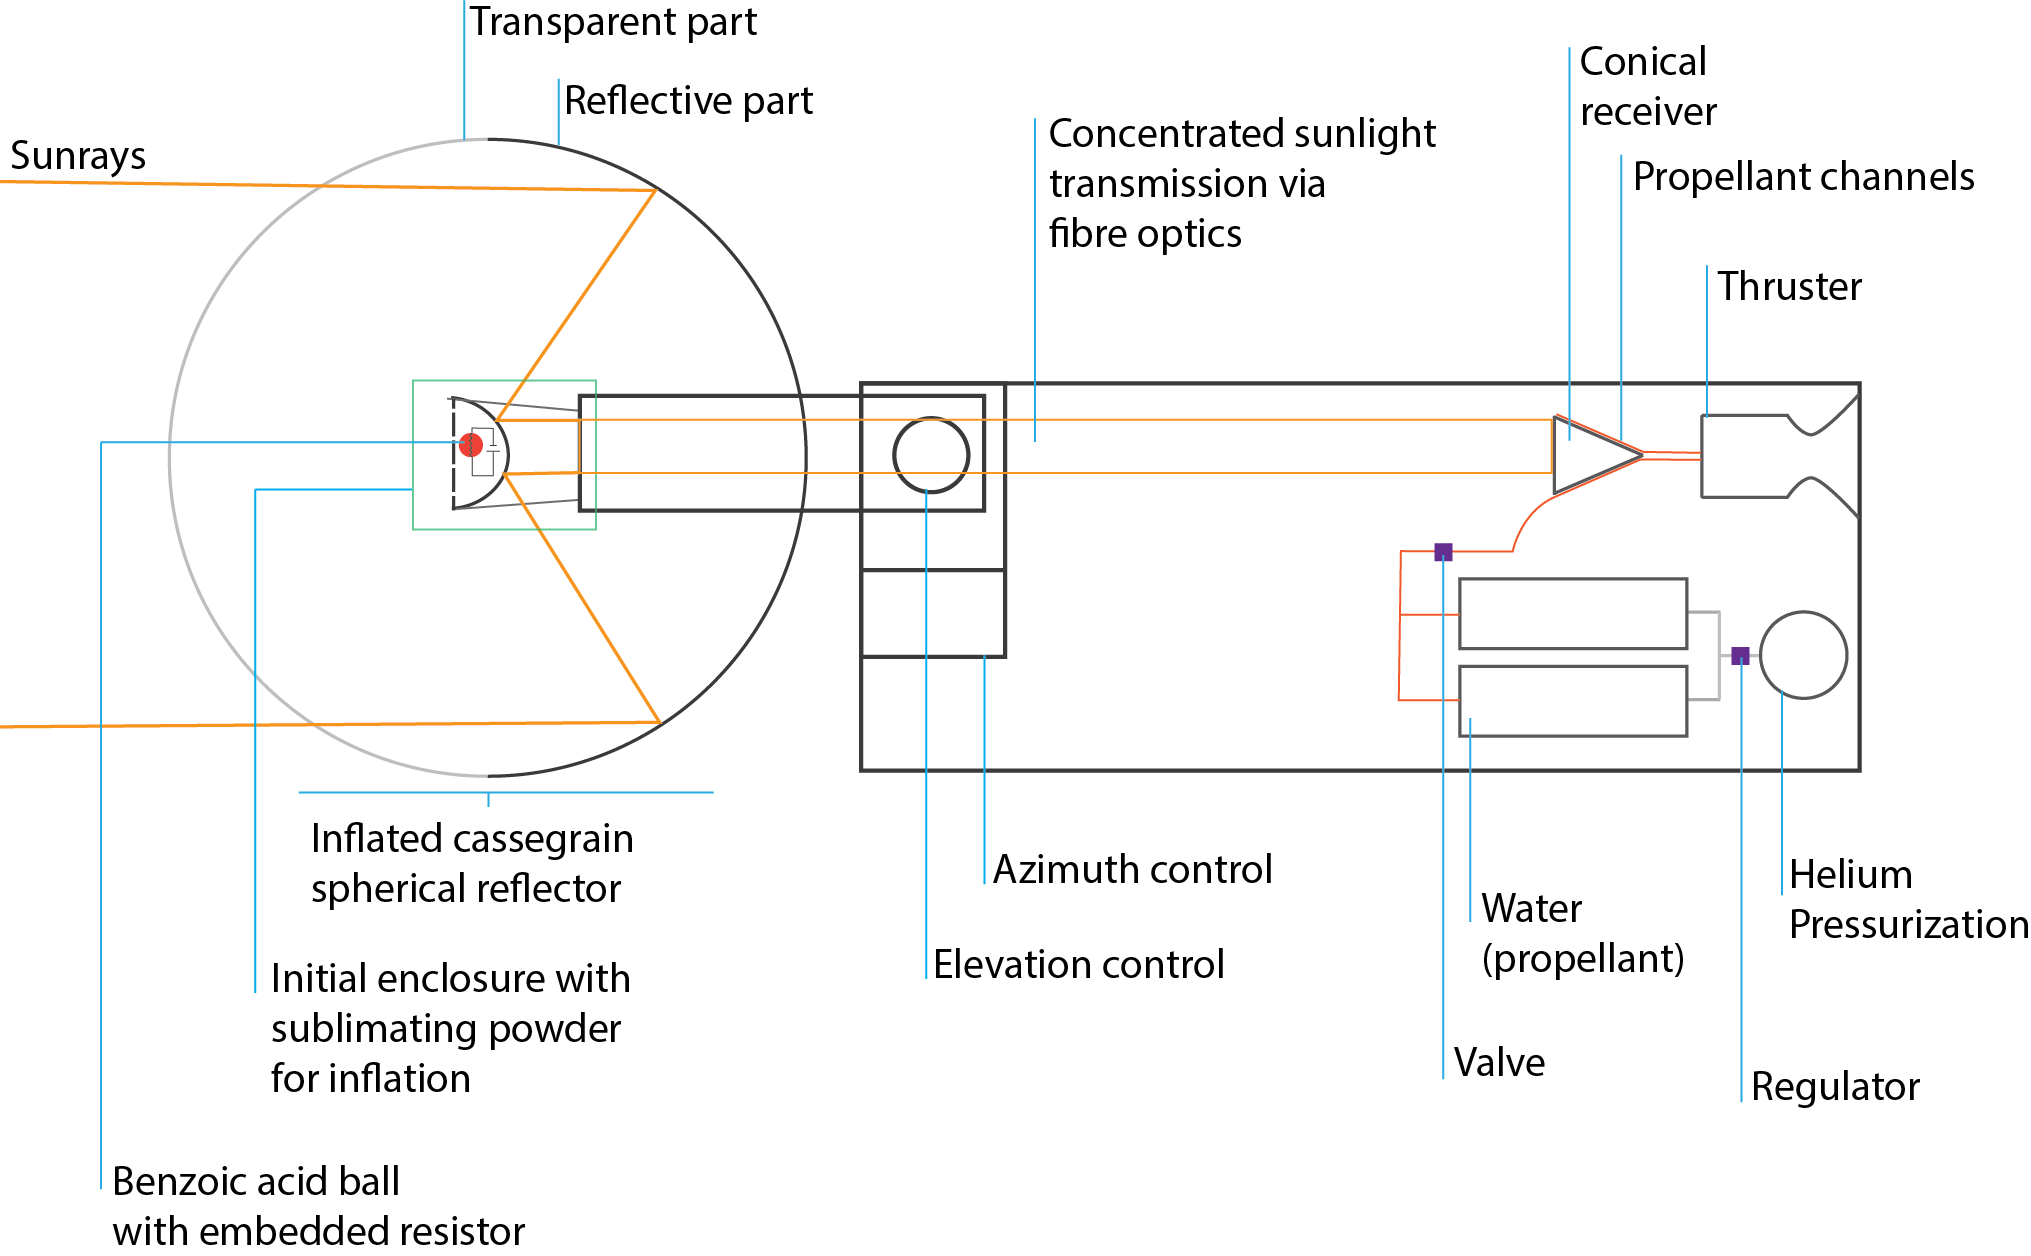 Transparent part
Reflective part
Sunrays
Concentrated sunlight
transmission via
fibre optics
Conical
receiver
Propellant channels
Thruster
Inflated cassegrain
spherical reflector
Initial enclosure with
sublimating powder
for inflation
Benzoic acid ball
with embedded resistor
Azimuth control
Elevation control
Water
(propellant)
Valve
Helium
Pressurization
Regulator